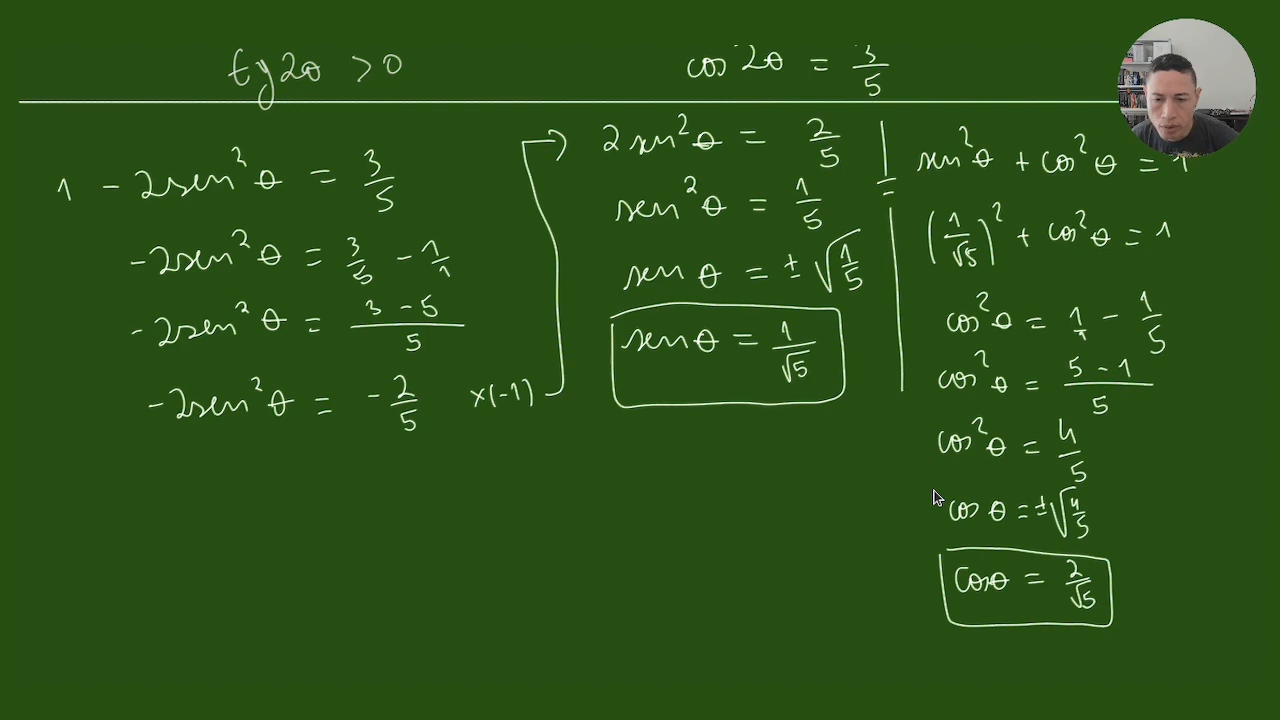 tg2θ > 0
cos 2θ = 3/5
1 - 2sen²θ = 3/5
-2sen²θ = 3/5 - 1/1
-2sen²θ = (3 - 5)/5
-2sen²θ = -2/5 ×(-1)
2sen²θ = 2/5
sen²θ = 1/5
sen θ = ±√(1/5)
senθ = 1/√5
sen²θ + cos²θ = 1
(1/√5)² + cos²θ = 1
cos²θ = 1/1 - 1/5
cos²θ = (5 - 1)/5
cos²θ = 4/5
cos θ = ±√(4/5)
cosθ = 2/√5